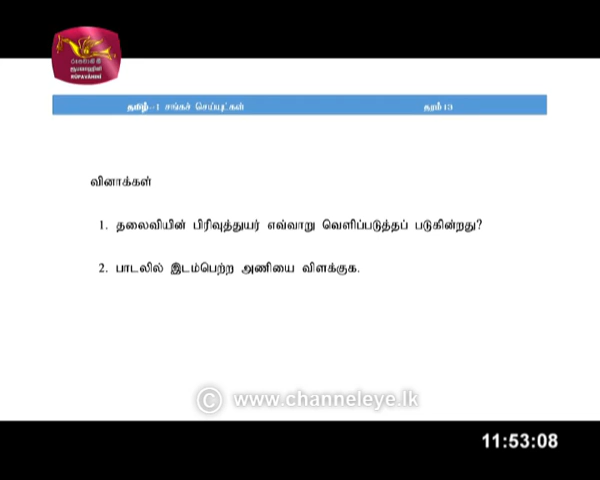 RUPAVAHINI
தமிழ்-1 சங்கச் செய்யுட்கள் தரம் 13
வினாக்கள்
1. தலைவியின் பிரிவுத்துயர் எவ்வாறு வெளிப்படுத்தப் படுகின்றது?
2. பாடலில் இடம்பெற்ற அணியை விளக்குக.
© www.channeleye.lk
11:53:08